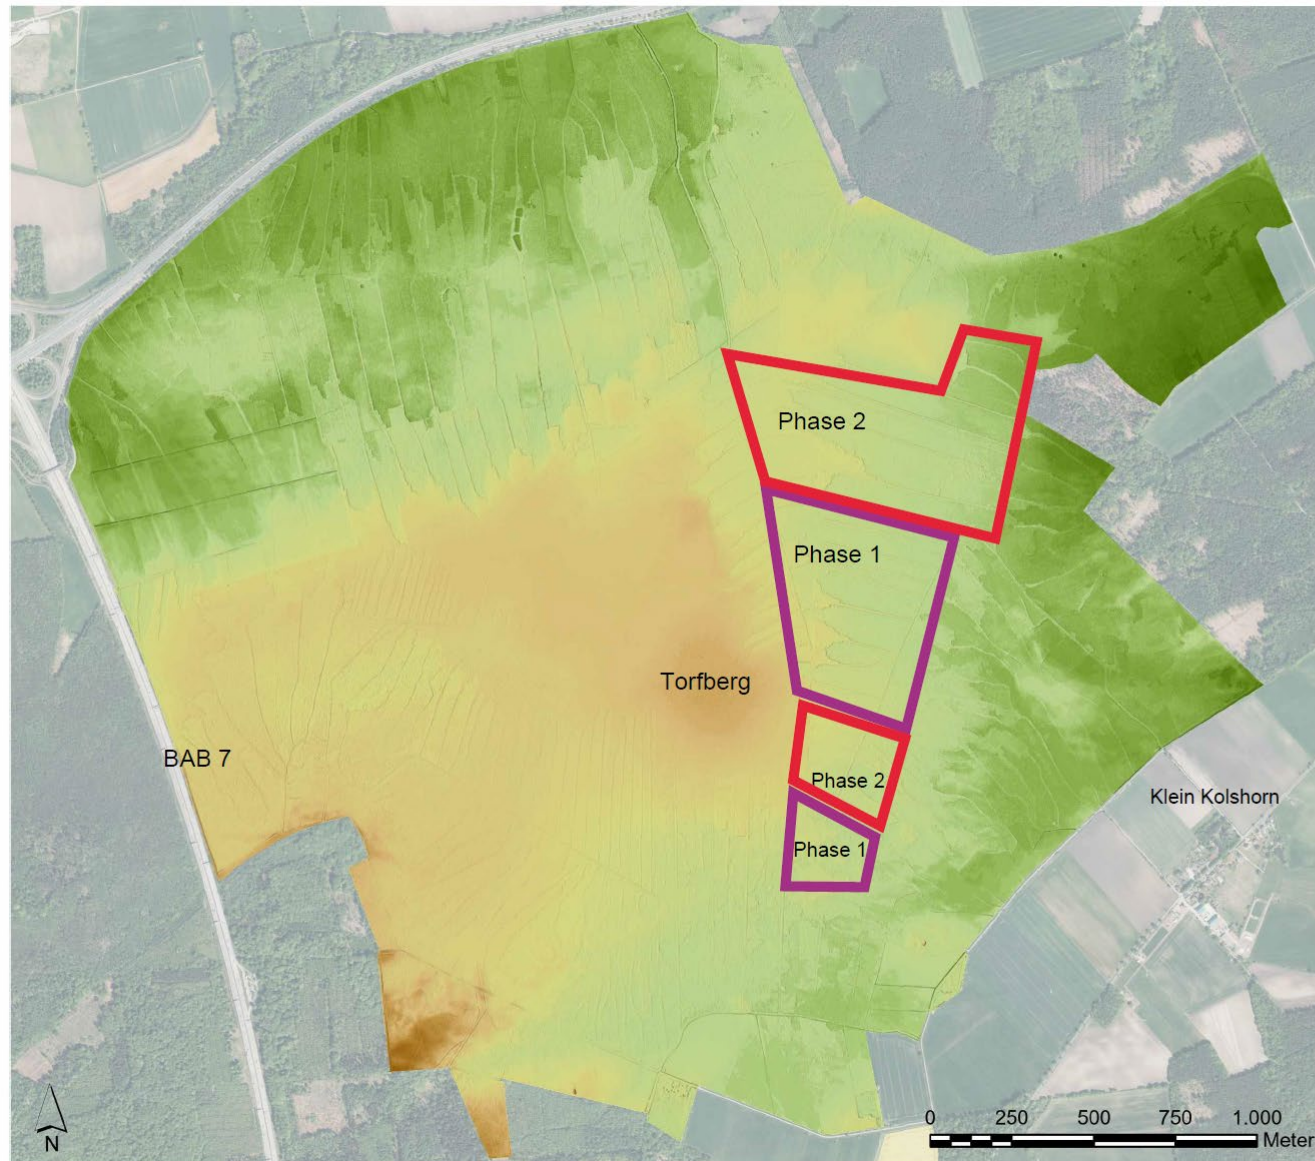 Phase 2
Phase 1
Torfberg
BAB 7
Phase 2
Klein Kolshorn
Phase 1
0 250 500 750 1.000
Meter
N